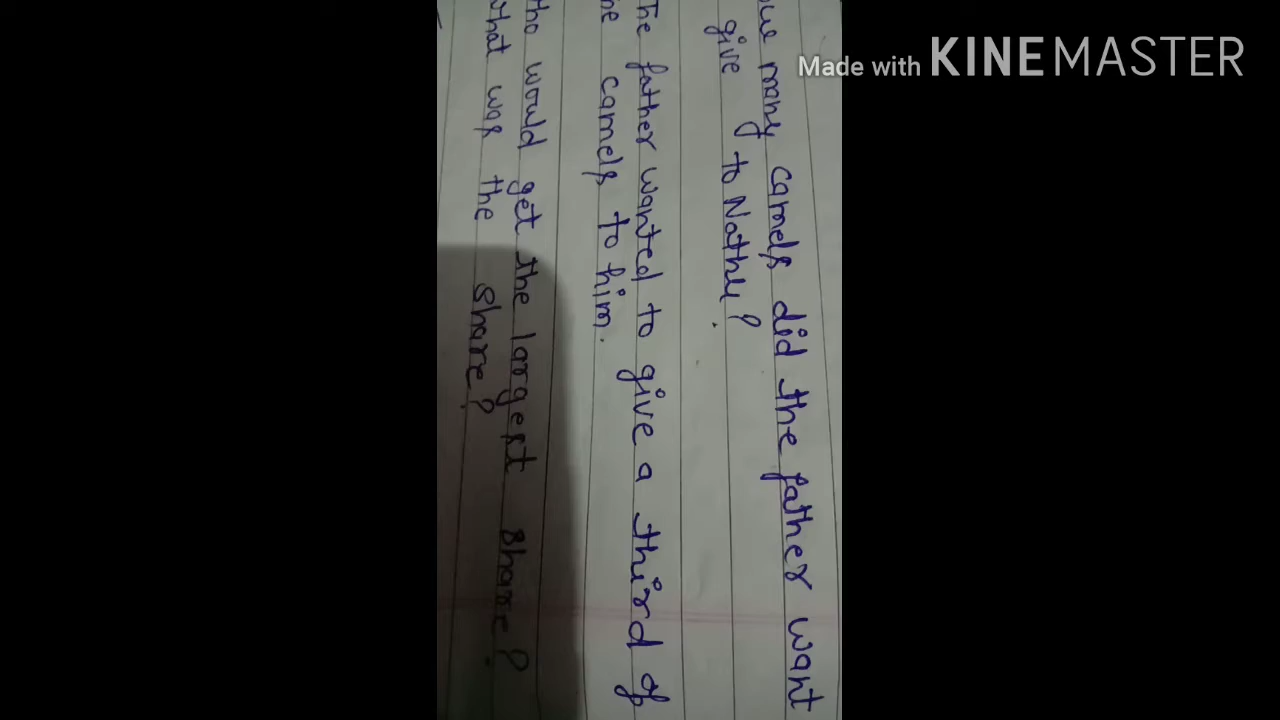 Made with KINEMASTER
many camels did the father want
give to Nathu?
The father wanted to give a third of
camels to him.
would get the largest share?
what was the share?